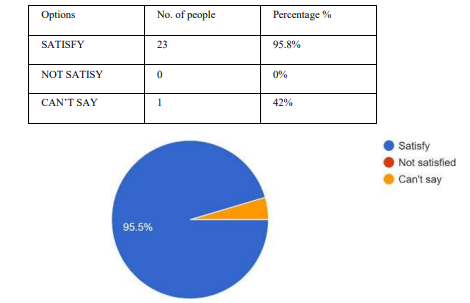 Options No. of people Percentage %
SATISFY 23 95.8%
NOT SATISY 0 0%
CAN'T SAY 1 42%
Satisfy
Not satisfied
Can't say
95.5%